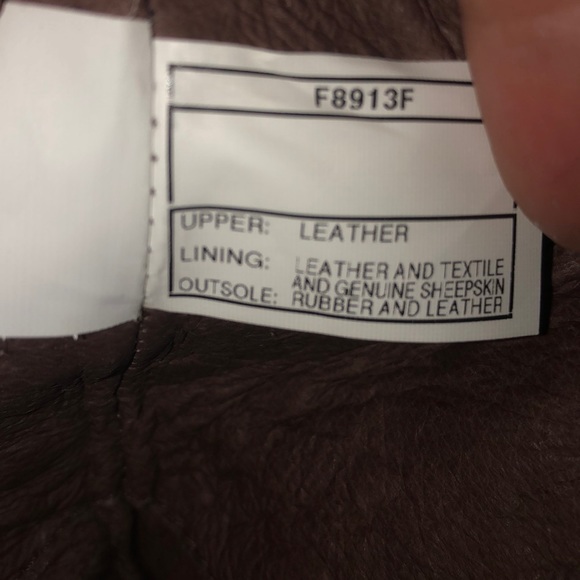 F8913F
UPPER: LEATHER
LINING: LEATHER AND TEXTILE
AND GENUINE SHEEPSKIN
OUTSOLE: RUBBER AND LEATHER